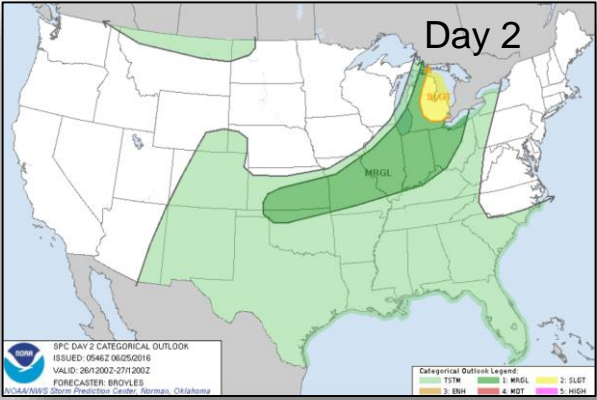 Day 2
SLGT
MRGL
SPC DAY 2 CATEGORICAL OUTLOOK
ISSUED: 0546Z 06/25/2016
VALID: 26/1200Z-27/1200Z
FORECASTER: BROYLES
NOAA/NWS Storm Prediction Center, Norman, Oklahoma
noaa
Categorical Outlook Legend:
TSTM 1: MRGL 2: SLGT
3: ENH 4: MDT 5: HIGH